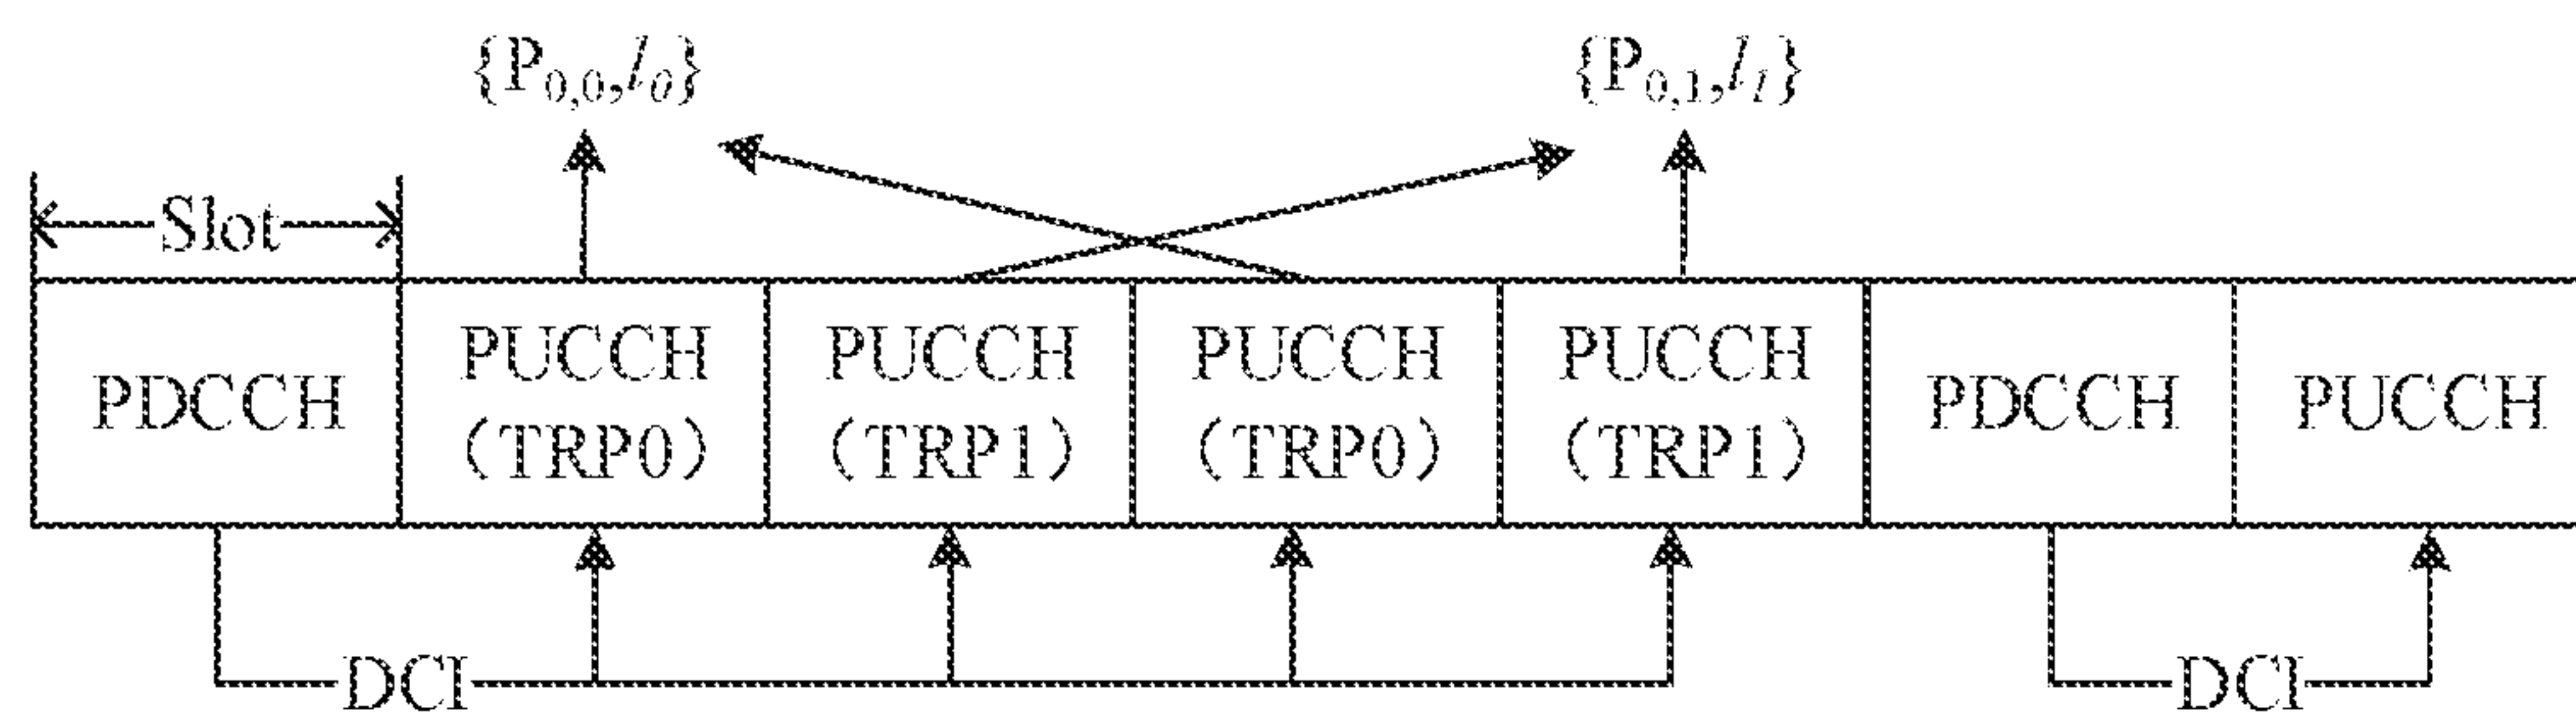 {P0,0,l0}
{P0,1,l1}
Slot
PDCCH
PUCCH
(TRP0)
PUCCH
(TRP1)
PUCCH
(TRP0)
PUCCH
(TRP1)
PDCCH
PUCCH
DCI
DCI